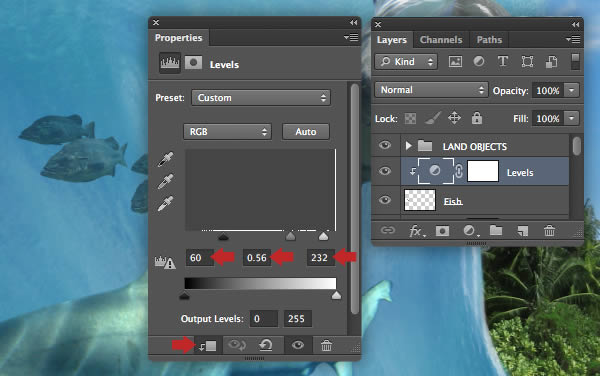 Properties
Levels
Preset: Custom
RGB Auto
60 0.56 232
Output Levels: 0 255
Layers Channels Paths
Kind
Normal Opacity: 100%
Lock: Fill: 100%
LAND OBJECTS
Levels
Fish
fx